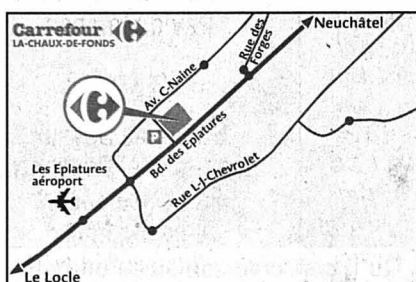 Carrefour
LA-CHAUX-DE-FONDS
Neuchâtel
Rue des
Forges
Av. C-Naine
P
Bd. des Eplatures
Rue L-J-Chevrolet
Les Eplatures
aéroport
Le Locle